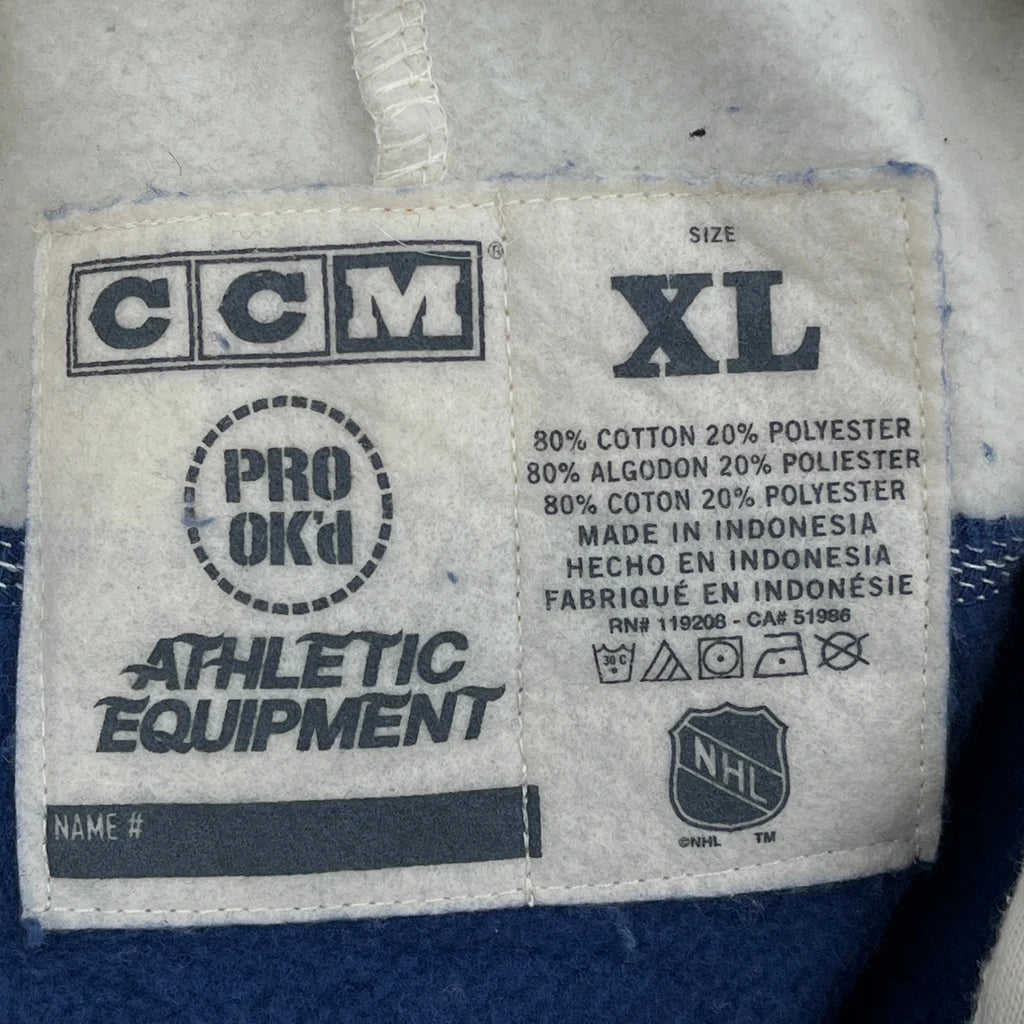 CCM®
PRO
OK'd
ATHLETIC
EQUIPMENT
NAME #
SIZE
XL
80% COTTON 20% POLYESTER
80% ALGODON 20% POLIESTER
80% COTON 20% POLYESTER
MADE IN INDONESIA
HECHO EN INDONESIA
FABRIQUÉ EN INDONÉSIE
RN# 119208 - CA# 51986
30 C
NHL
©NHL TM